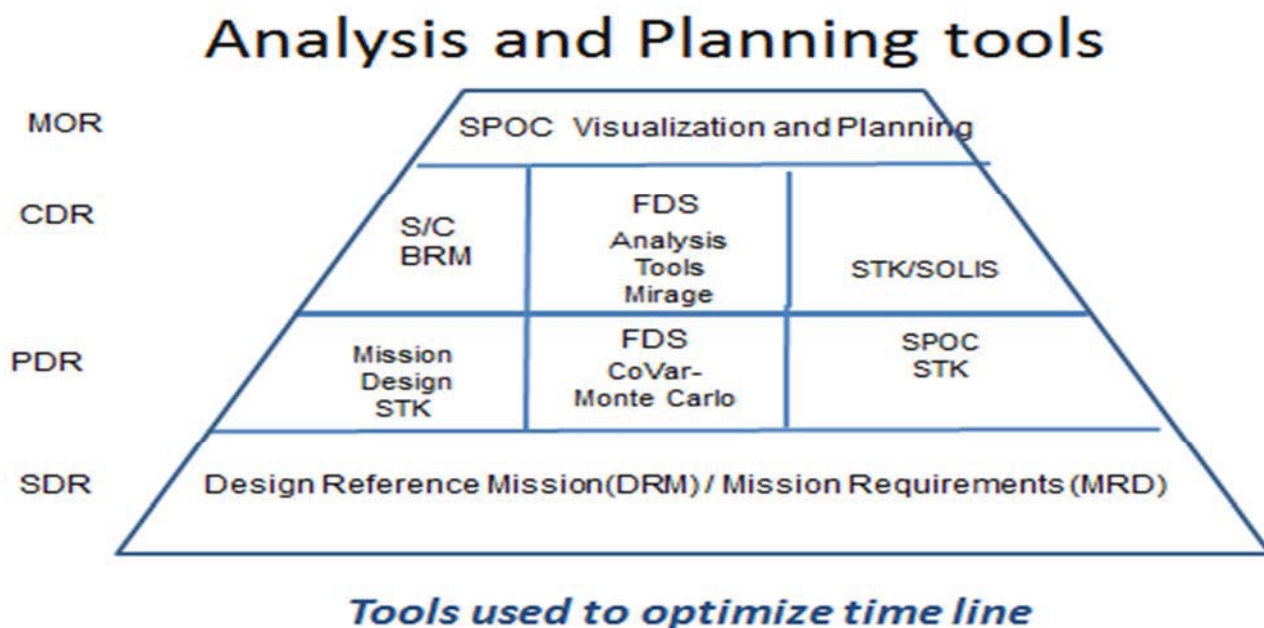 Analysis and Planning tools
MOR
SPOC Visualization and Planning
CDR
S/C
BRM
FDS
Analysis
Tools
Mirage
STK/SOLIS
PDR
Mission
Design
STK
FDS
CoVar-
Monte Carlo
SPOC
STK
SDR
Design Reference Mission(DRM) / Mission Requirements (MRD)
Tools used to optimize time line